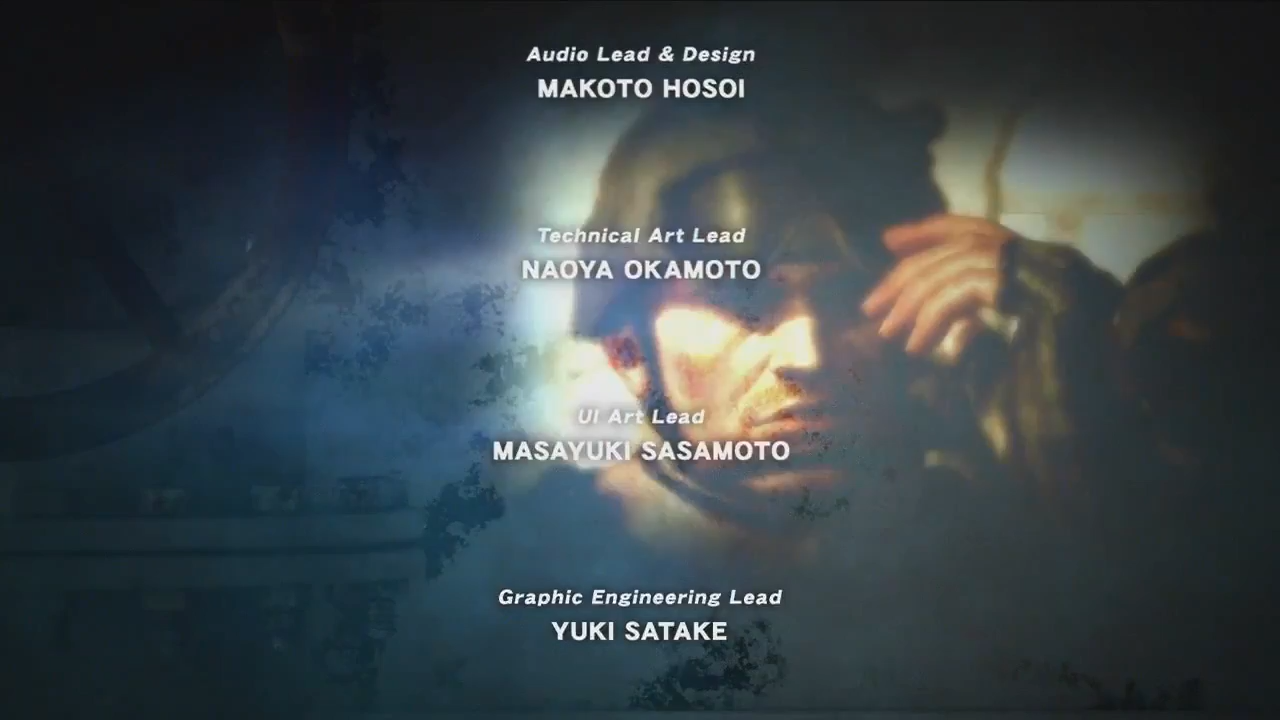 Audio Lead & Design
MAKOTO HOSOI
Technical Art Lead
NAOYA OKAMOTO
UI Art Lead
MASAYUKI SASAMOTO
Graphic Engineering Lead
YUKI SATAKE